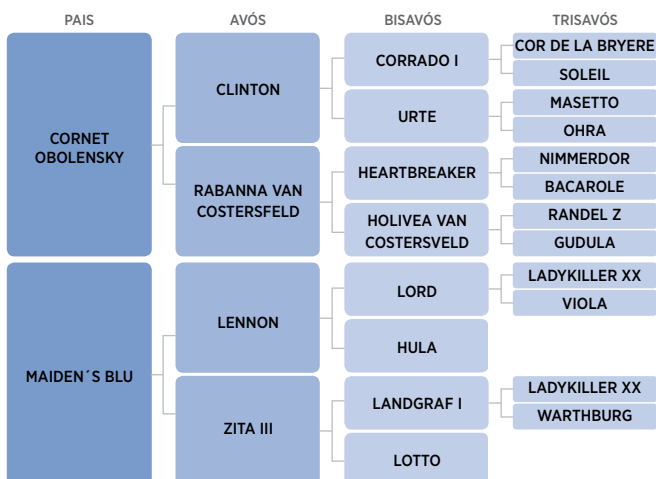 PAIS AVÓS BISAVÓS TRISAVÓS
CORNET
OBOLENSKY
CLINTON
CORRADO I
COR DE LA BRYERE
SOLEIL
URTE
MASETTO
OHRA
RABANNA VAN
COSTERSFELD
HEARTBREAKER
NIMMERDOR
BACAROLE
HOLIVEA VAN
COSTERSVELD
RANDEL Z
GUDULA
MAIDEN´S BLU
LENNON
LORD
LADYKILLER XX
VIOLA
HULA
ZITA III
LANDGRAF I
LADYKILLER XX
WARTHBURG
LOTTO